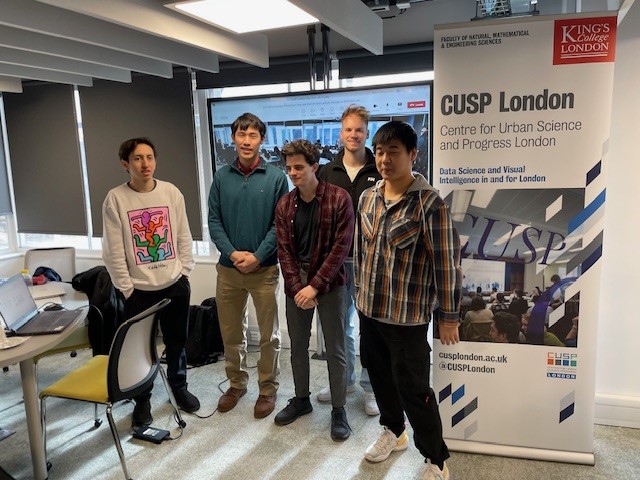 FACULTY OF NATURAL, MATHEMATICAL
& ENGINEERING SCIENCES
KING'S
College
LONDON
CUSP London
Centre for Urban Science
and Progress London
Data Science and Visual
Intelligence in and for London
CUSP
cusplondon.ac.uk
@CUSPLondon
CUSP
LONDON